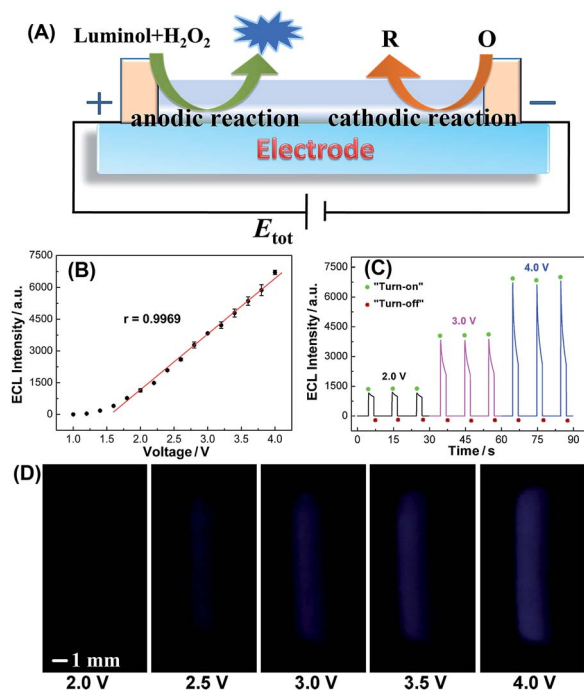 (A)
Luminol+H₂O₂
R
O
+
−
anodic reaction
cathodic reaction
Electrode
E tot
(B)
r = 0.9969
ECL Intensity / a.u.
7500
6000
4500
3000
1500
0
1.0 1.5 2.0 2.5 3.0 3.5 4.0
Voltage / V
(C)
"Turn-on"
"Turn-off"
2.0 V
3.0 V
4.0 V
ECL Intensity / a.u.
7500
6000
4500
3000
1500
0
0 15 30 45 60 75 90
Time / s
(D)
1 mm
2.0 V
2.5 V
3.0 V
3.5 V
4.0 V